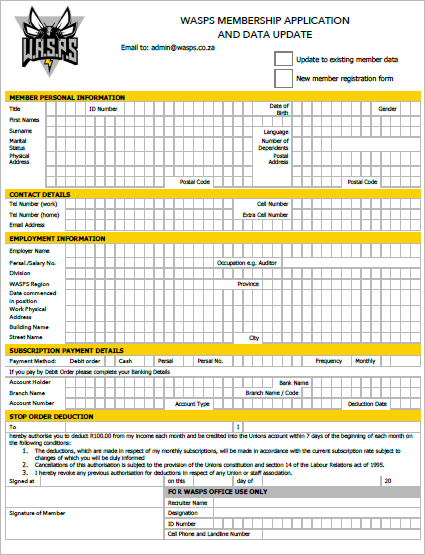 W.A.S.P.S
WASPS MEMBERSHIP APPLICATION
AND DATA UPDATE
Email to: admin@wasps.co.za
Update to existing member data
New member registration form
MEMBER PERSONAL INFORMATION
Title ID Number Date of Birth Gender
First Names
Surname Language
Marital Status Number of Dependents
Physical Address Postal Address
Postal Code Postal Code
CONTACT DETAILS
Tel Number (work) Cell Number
Tel Number (home) Extra Cell Number
Email Address
EMPLOYMENT INFORMATION
Employer Name
Persal./Salary No. Occupation e.g. Auditor
Division
WASPS Region Province
Date commenced
in position
Work Physical
Address
Building Name
Street Name City
SUBSCRIPTION PAYMENT DETAILS
Payment Method: Debit order Cash Persal Persal No. Frequency Monthly
If you pay by Debit Order please complete your Banking Details
Account Holder Bank Name
Branch Name Branch Name / Code
Account Number Account Type Deduction Date
STOP ORDER DEDUCTION
To I
hereby authorise you to deduct R100.00 from my income each month and be credited into the Unions account within 7 days of the beginning of each month on
the following conditions:
1. The deductions, which are made in respect of my monthly subscriptions, will be made in accordance with the current subscription rate subject to
changes of which you will be duly informed
2. Cancellations of this authorisation is subject to the provision of the Unions constitution and section 14 of the Labour Relations act of 1995.
3. I hereby revoke any previous authorisation for deductions in respect of any Union or staff association.
Signed at on this day of 20
FOR WASPS OFFICE USE ONLY
Recruiter Name
Signature of Member Designation
ID Number
Cell Phone and Landline Number